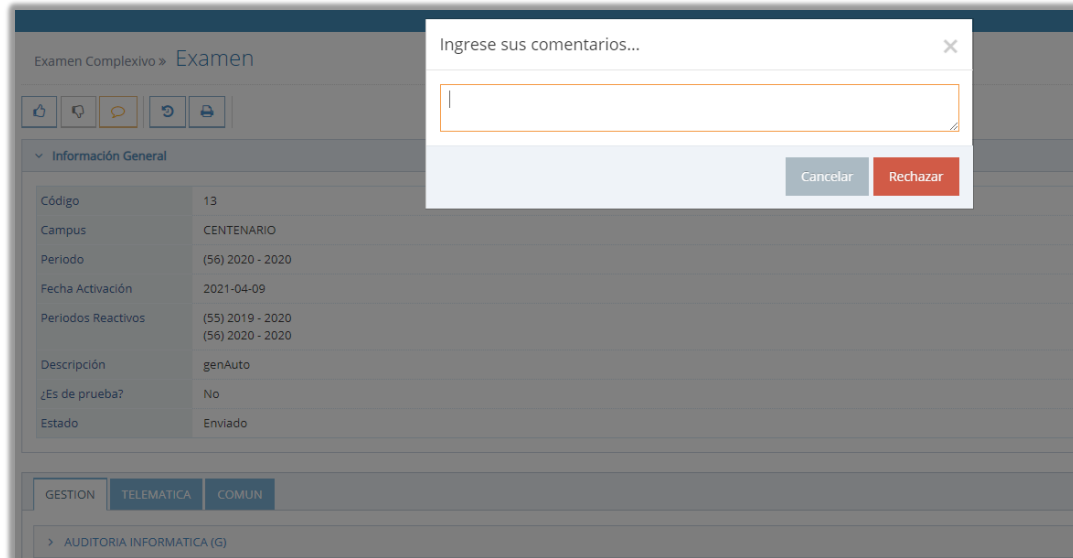 Ingrese sus comentarios...
Cancelar Rechazar
Examen Complexivo » Examen
Información General
Código 13
Campus CENTENARIO
Periodo (56) 2020 - 2020
Fecha Activación 2021-04-09
Periodos Reactivos (55) 2019 - 2020
(56) 2020 - 2020
Descripción genAuto
¿Es de prueba? No
Estado Enviado
GESTION TELEMATICA COMUN
AUDITORIA INFORMATICA (G)